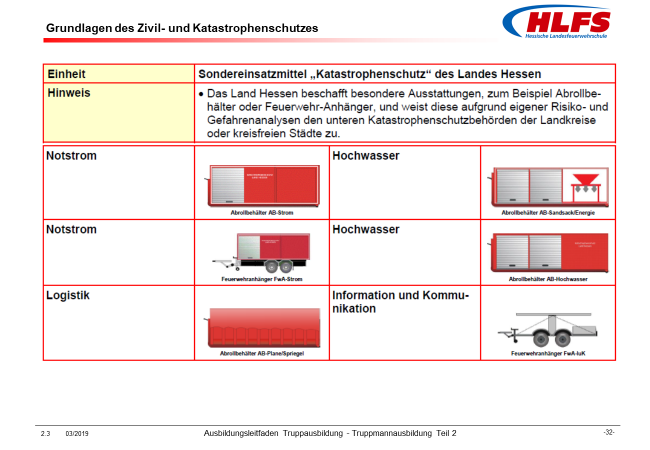 Grundlagen des Zivil- und Katastrophenschutzes
HLFS
Hessische Landesfeuerwehrschule
Einheit
Sondereinsatzmittel „Katastrophenschutz“ des Landes Hessen
Hinweis
• Das Land Hessen beschafft besondere Ausstattungen, zum Beispiel Abrollbe-
hälter oder Feuerwehr-Anhänger, und weist diese aufgrund eigener Risiko- und
Gefahrenanalysen den unteren Katastrophenschutzbehörden der Landkreise
oder kreisfreien Städte zu.
Notstrom
Abrollbehälter AB-Strom
Hochwasser
Abrollbehälter AB-Sandsack/Energie
Notstrom
Feuerwehranhänger FwA-Strom
Hochwasser
Abrollbehälter AB-Hochwasser
Logistik
Abrollbehälter AB-Plane/Spriegel
Information und Kommu-
nikation
Feuerwehranhänger FwA-IuK
2.3
03/2019
Ausbildungsleitfaden Truppausbildung - Truppmannausbildung Teil 2
-32-